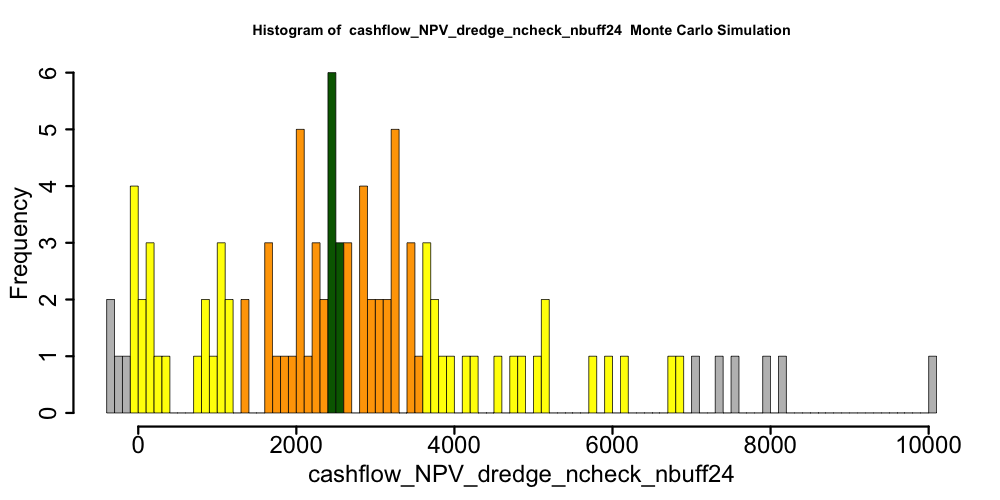 Histogram of cashflow_NPV_dredge_ncheck_nbuff24 Monte Carlo Simulation
6
5
4
3
2
1
0
Frequency
0 2000 4000 6000 8000 10000
cashflow_NPV_dredge_ncheck_nbuff24